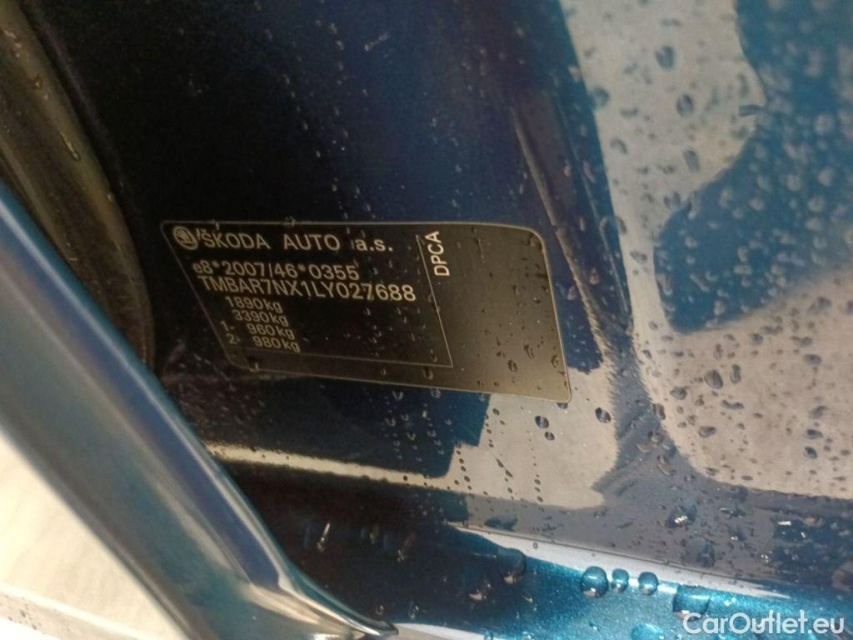 ŠKODA AUTO a.s.
DPCA
e8*2007/46*0355
TMBAR7NX1LY027688
1890kg
3390kg
1- 960kg
2- 980kg
CarOutlet.eu